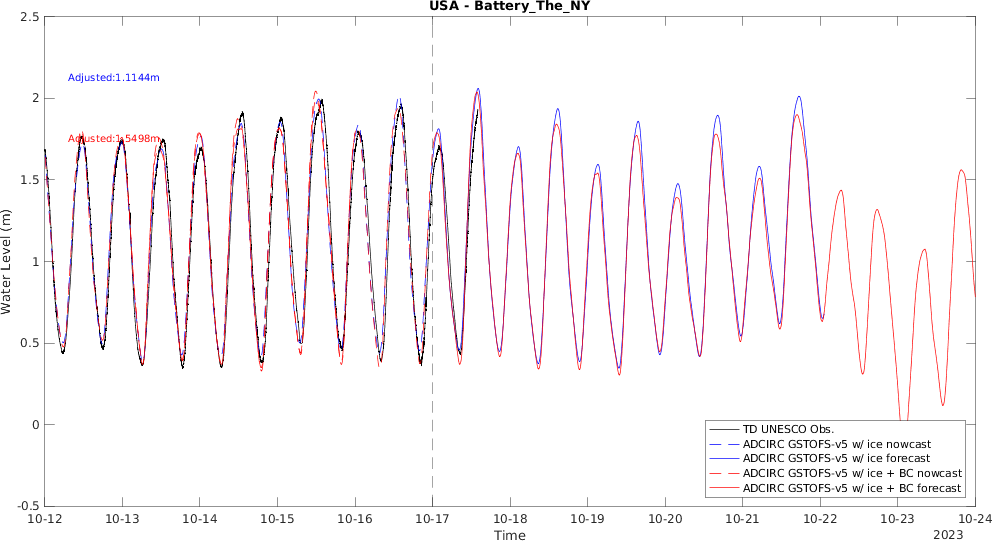 USA - Battery_The_NY
2.5
2
1.5
1
0.5
0
-0.5
Water Level (m)
Adjusted:1.1144m
Adjusted:1.5498m
TD UNESCO Obs.
ADCIRC GSTOFS-v5 w/ ice nowcast
ADCIRC GSTOFS-v5 w/ ice forecast
ADCIRC GSTOFS-v5 w/ ice + BC nowcast
ADCIRC GSTOFS-v5 w/ ice + BC forecast
10-12 10-13 10-14 10-15 10-16 10-17 10-18 10-19 10-20 10-21 10-22 10-23 10-24
Time
2023